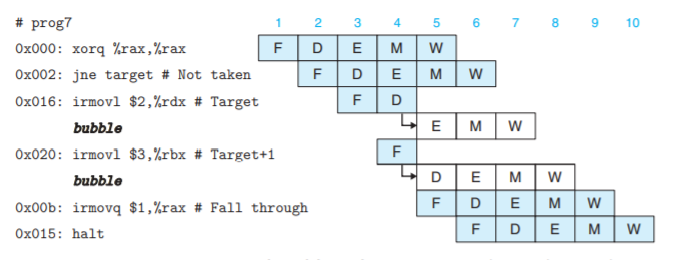 # prog7 1 2 3 4 5 6 7 8 9 10
0x000: xorq %rax,%rax F D E M W
0x002: jne target # Not taken F D E M W
0x016: irmovl $2,%rdx # Target F D
bubble E M W
0x020: irmovl $3,%rbx # Target+1 F
bubble D E M W
0x00b: irmovq $1,%rax # Fall through F D E M W
0x015: halt F D E M W